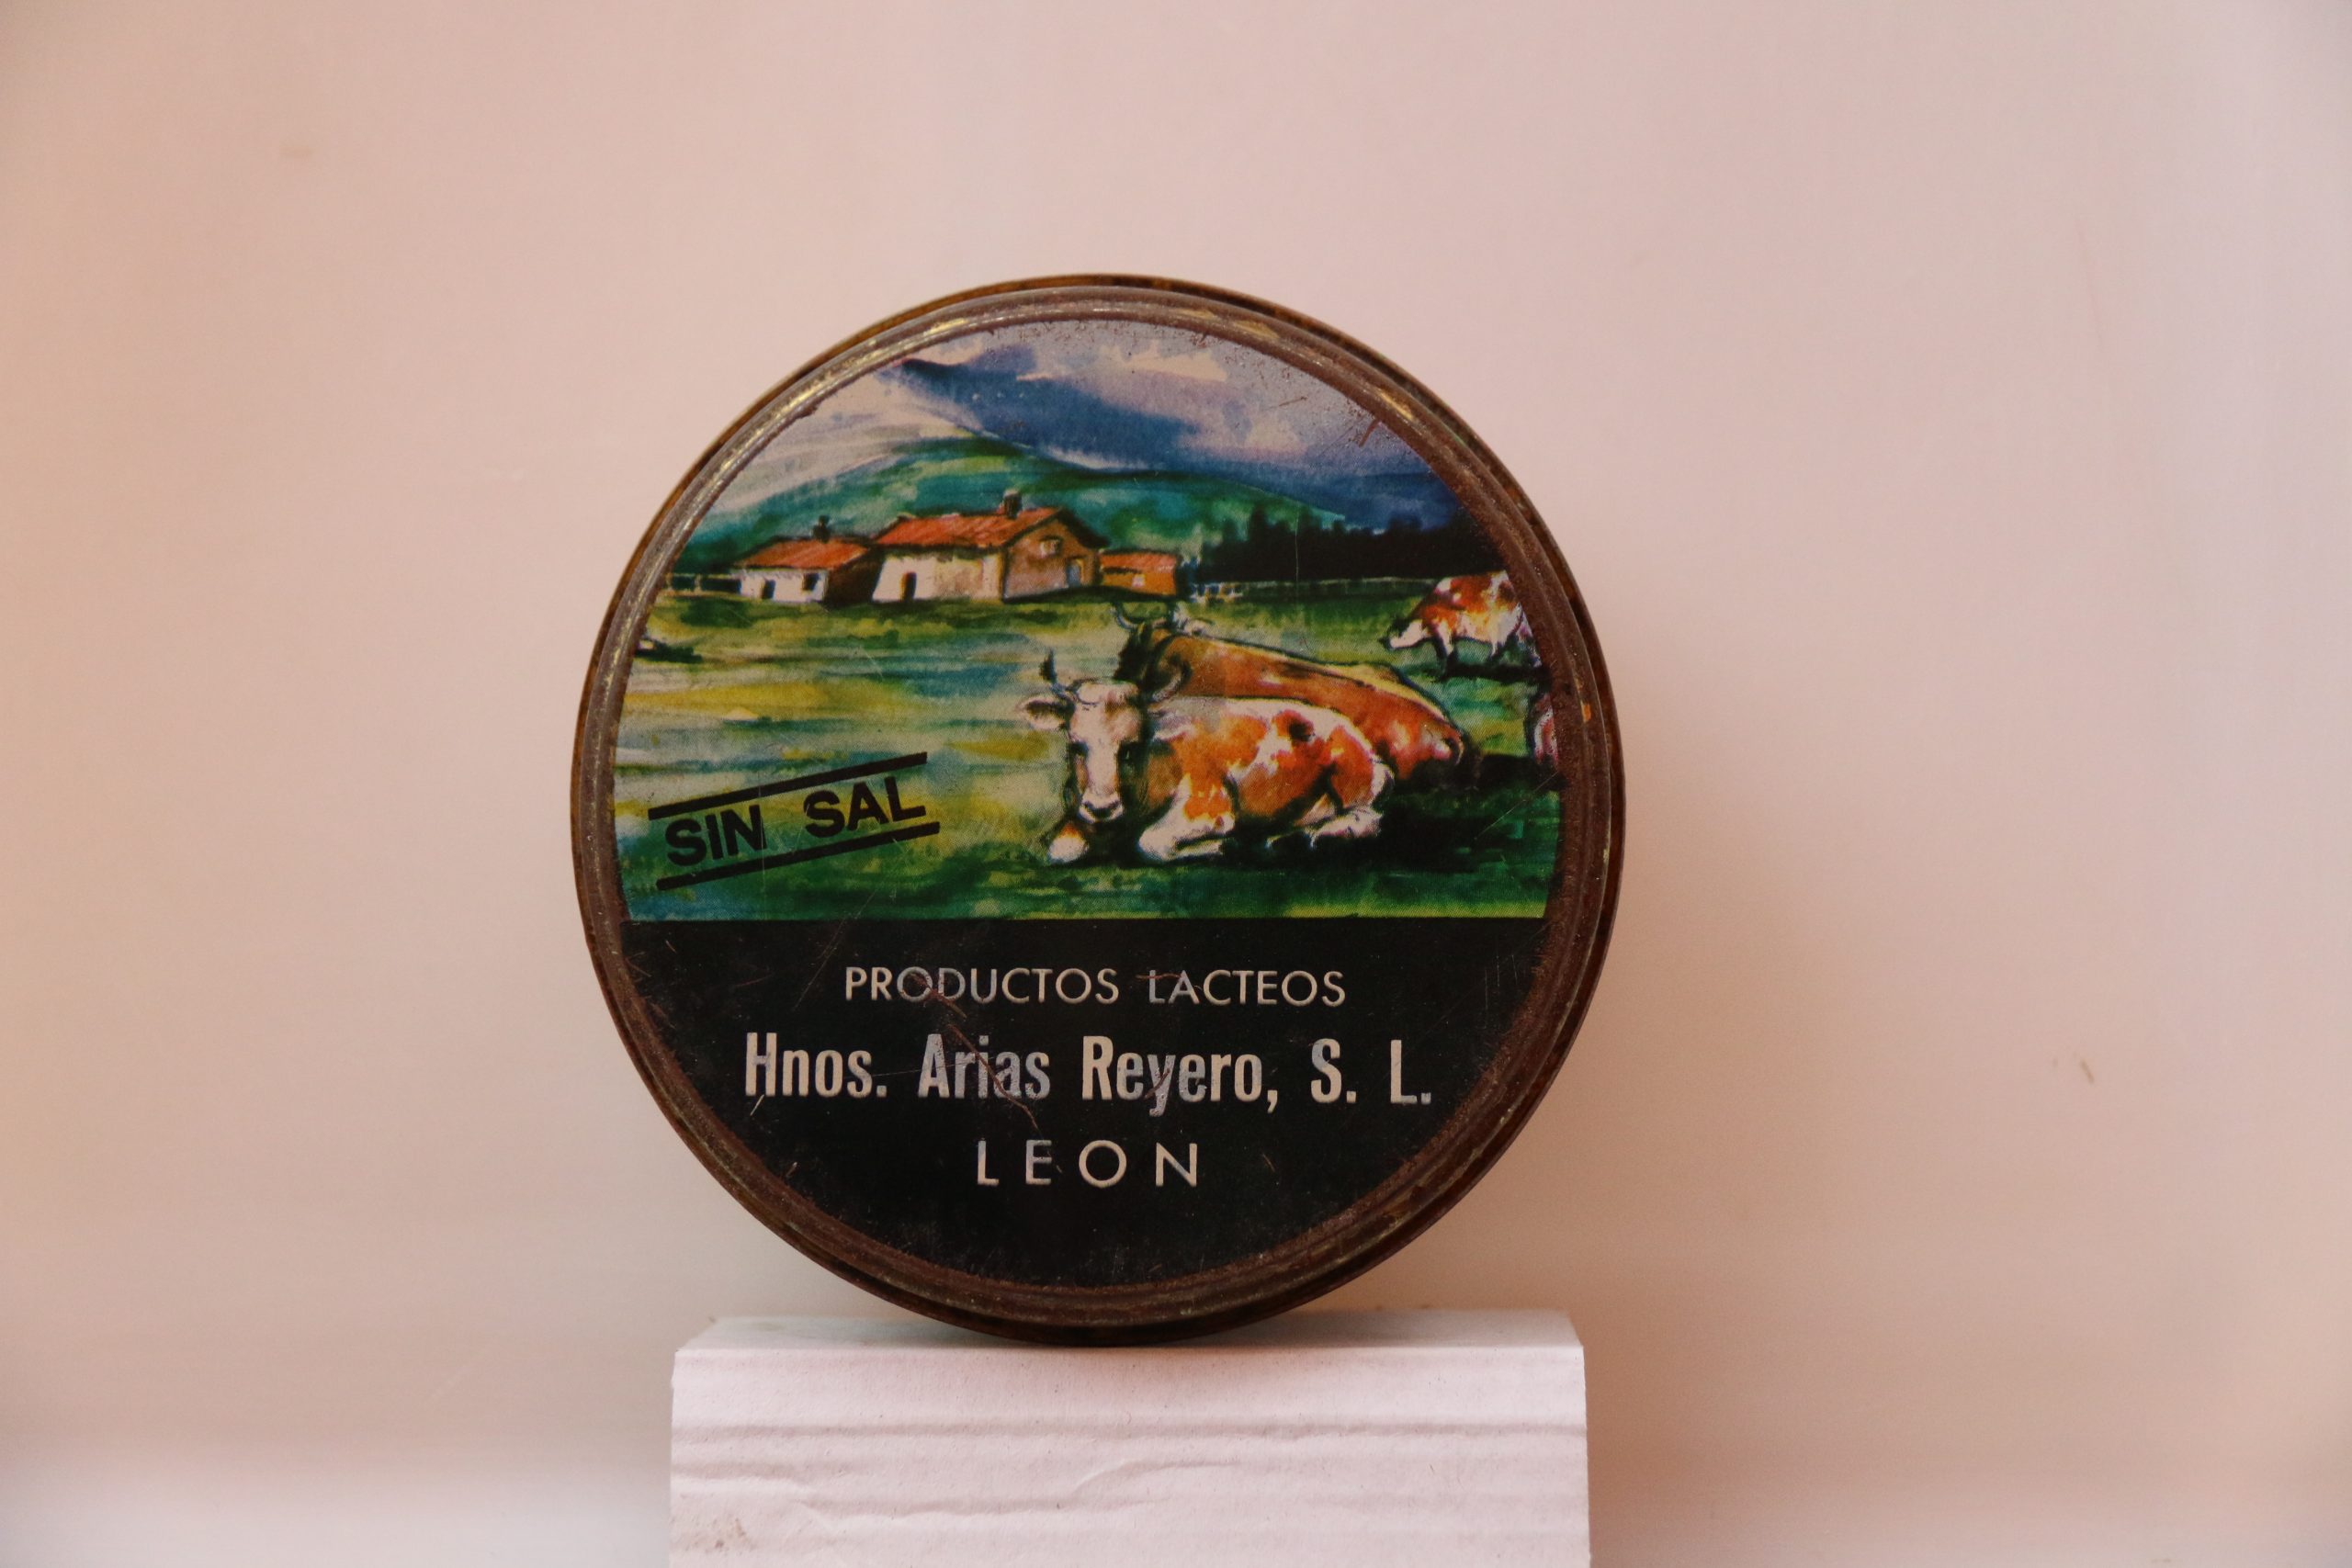 SIN SAL
PRODUCTOS LACTEOS
Hnos. Arias Reyero, S. L.
LEON